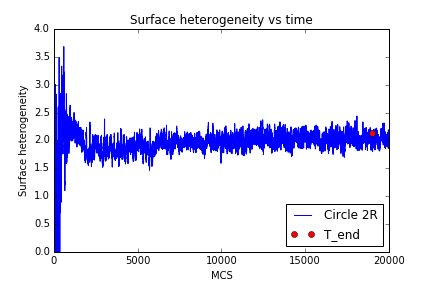 Surface heterogeneity vs time
Surface heterogeneity
4.0
3.5
3.0
2.5
2.0
1.5
1.0
0.5
0.0
0
5000
10000
15000
20000
MCS
Circle 2R
T_end